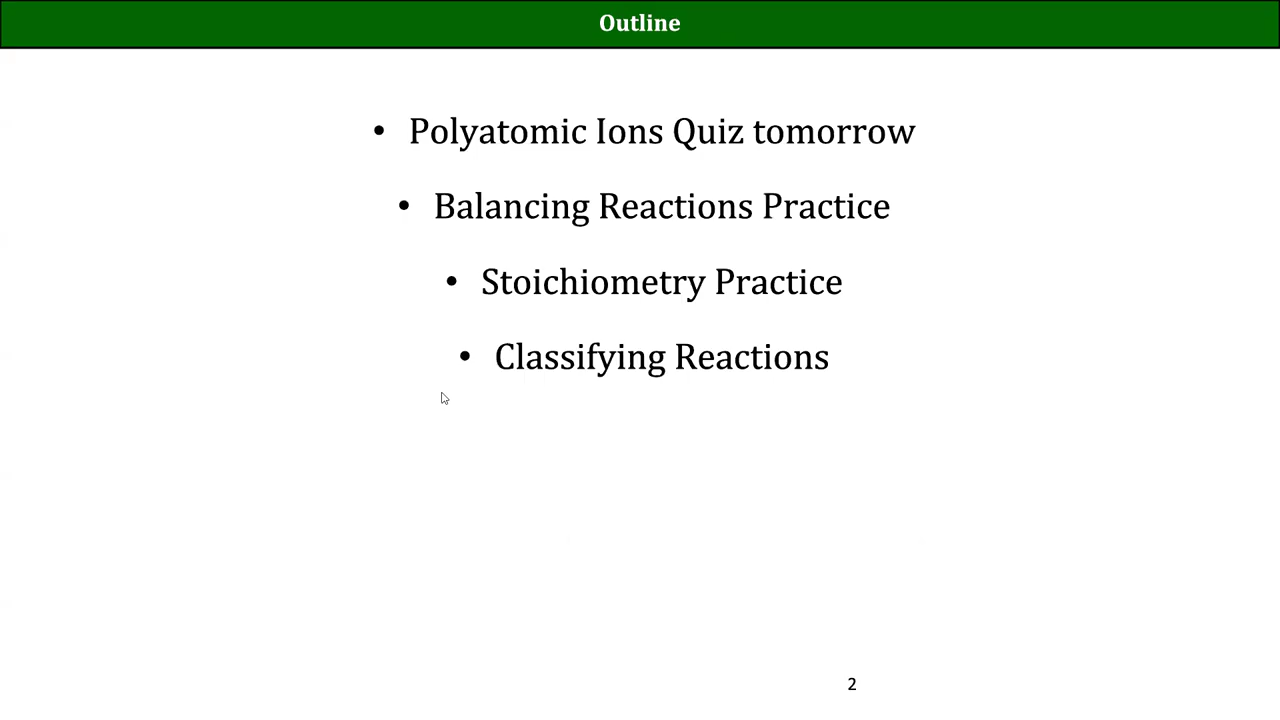 Outline
• Polyatomic Ions Quiz tomorrow
• Balancing Reactions Practice
• Stoichiometry Practice
• Classifying Reactions
2